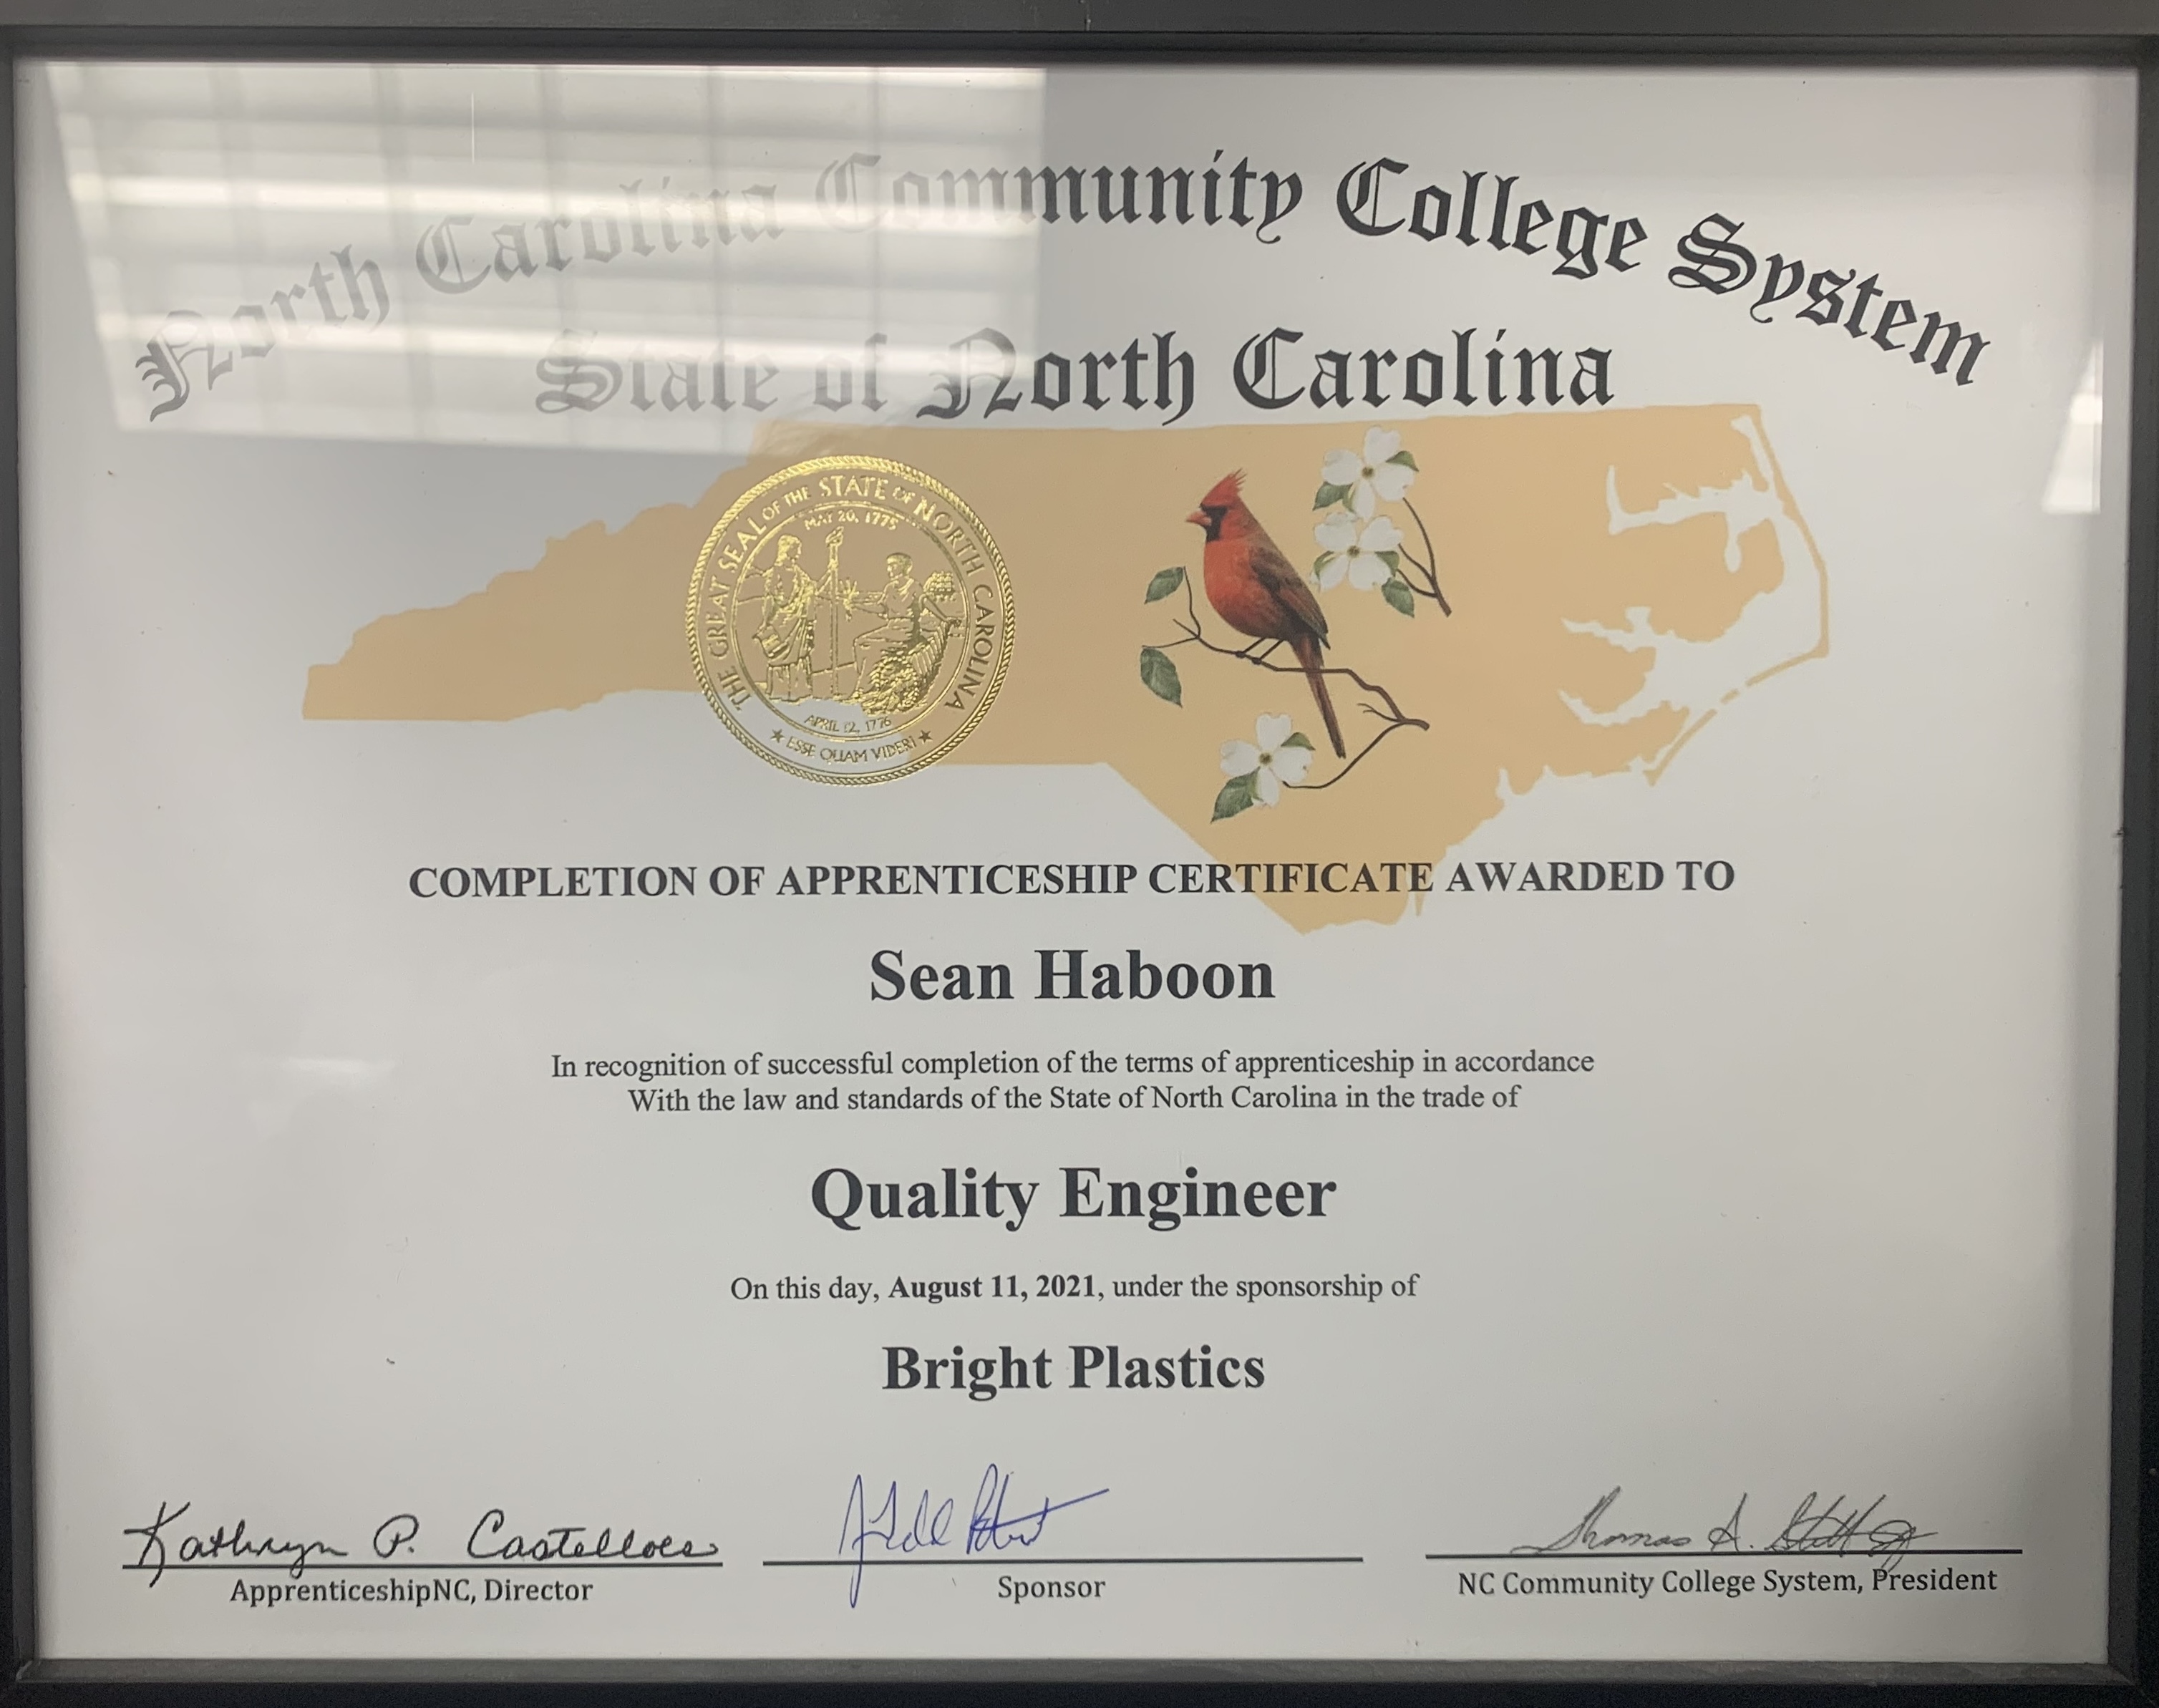 North Carolina Community College System
State of North Carolina
THE GREAT SEAL OF THE STATE OF NORTH CAROLINA
MAY 20, 1775
APRIL 12, 1776
★ ESSE QUAM VIDERI ★
COMPLETION OF APPRENTICESHIP CERTIFICATE AWARDED TO
Sean Haboon
In recognition of successful completion of the terms of apprenticeship in accordance
With the law and standards of the State of North Carolina in the trade of
Quality Engineer
On this day, August 11, 2021, under the sponsorship of
Bright Plastics
Kathryn P. Castelloes
Thomas A.
ApprenticeshipNC, Director
Sponsor
NC Community College System, President